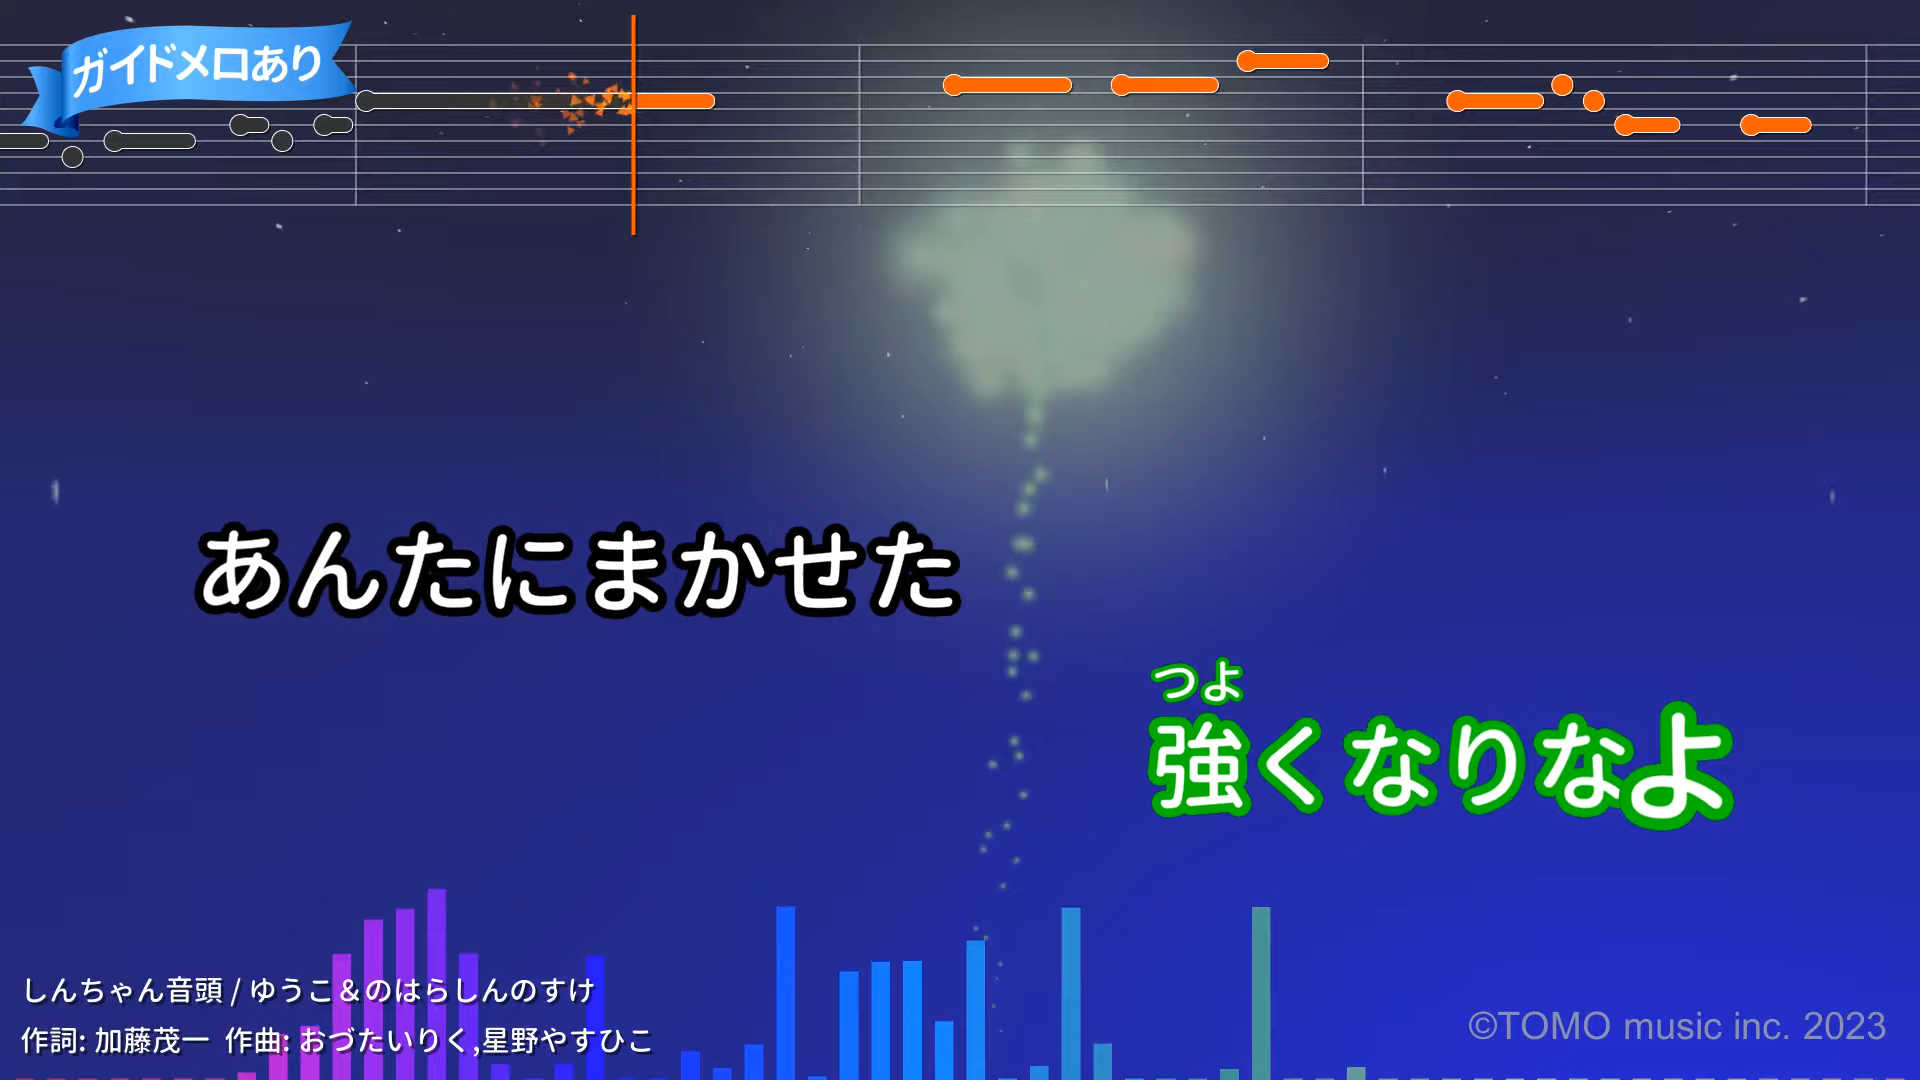 ガイドメロあり
あんたにまかせた
つよ
強くなりなよ
しんちゃん音頭 / ゆうこ＆のはらしんのすけ
作詞: 加藤茂一 作曲: おづたいりく,星野やすひこ
©TOMO music inc. 2023